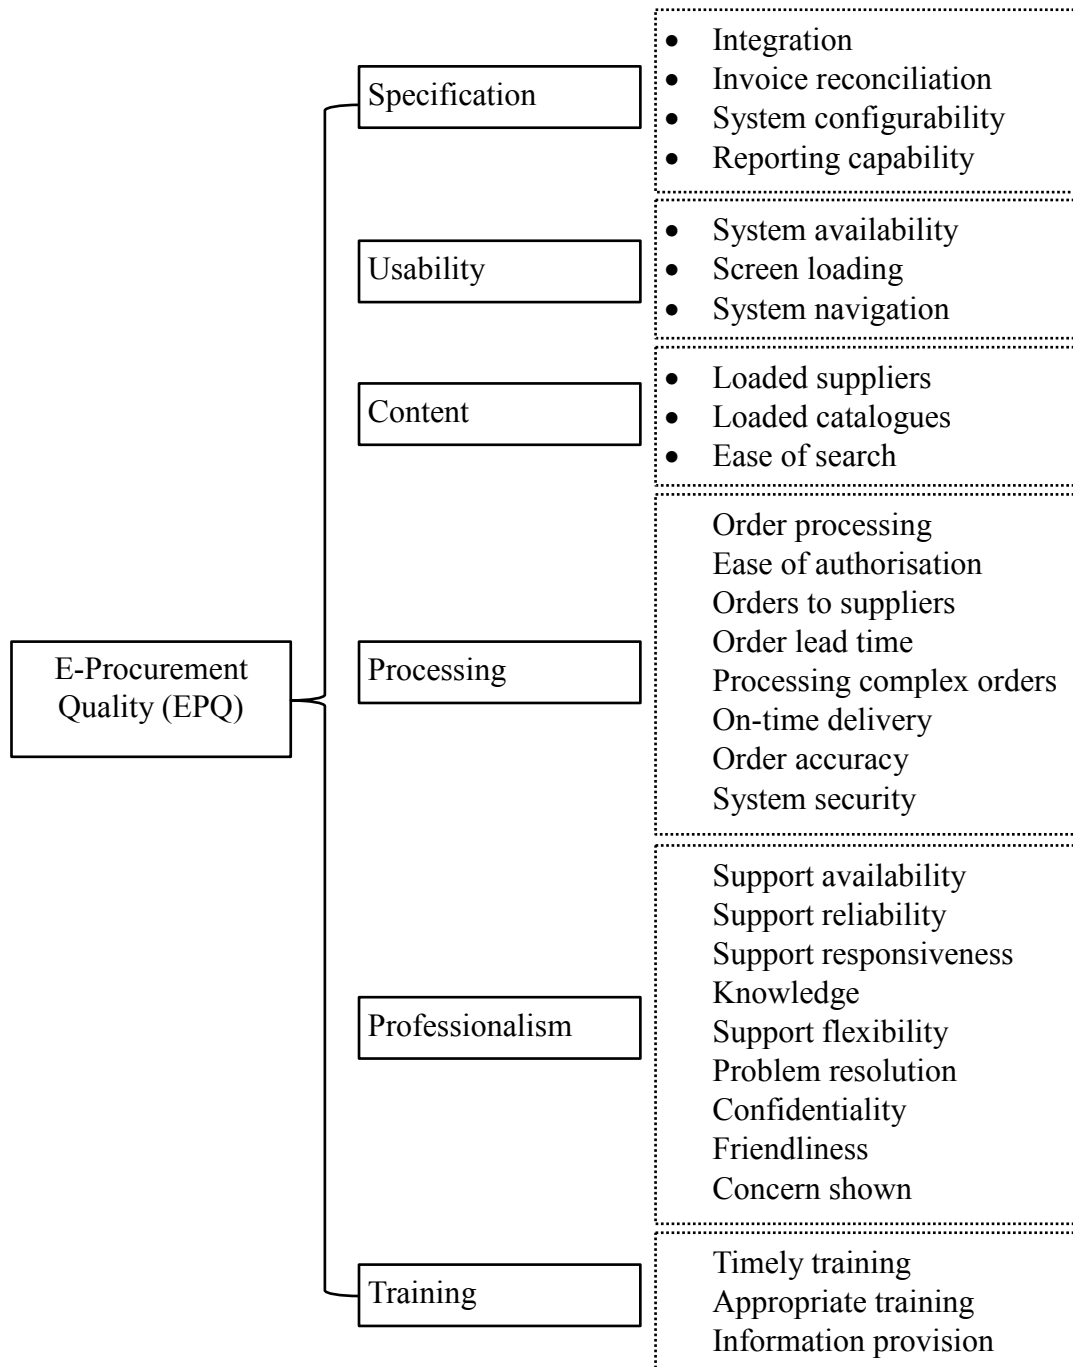 E-Procurement
Quality (EPQ)
Specification
• Integration
• Invoice reconciliation
• System configurability
• Reporting capability
Usability
• System availability
• Screen loading
• System navigation
Content
• Loaded suppliers
• Loaded catalogues
• Ease of search
Processing
Order processing
Ease of authorisation
Orders to suppliers
Order lead time
Processing complex orders
On-time delivery
Order accuracy
System security
Professionalism
Support availability
Support reliability
Support responsiveness
Knowledge
Support flexibility
Problem resolution
Confidentiality
Friendliness
Concern shown
Training
Timely training
Appropriate training
Information provision